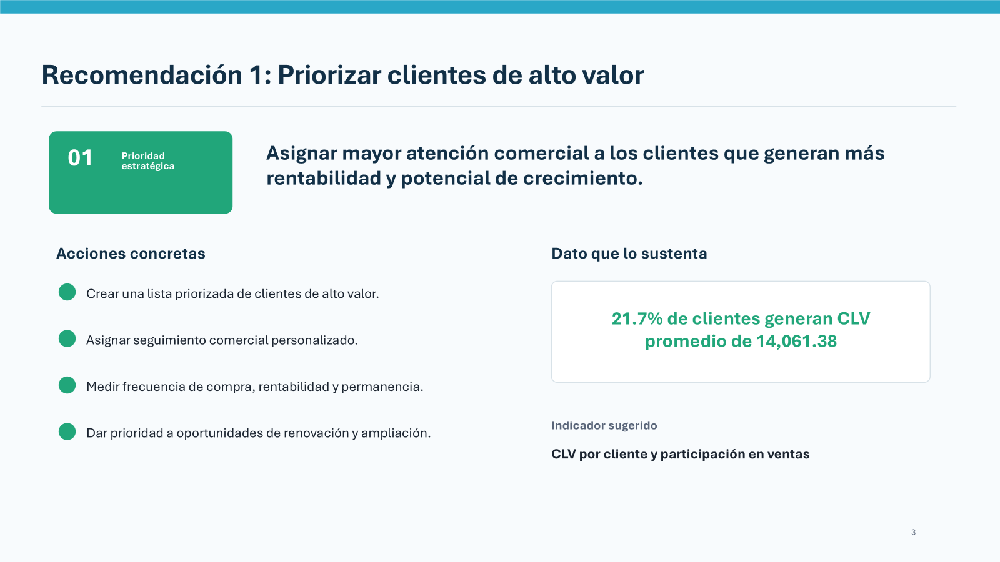 Recomendación 1: Priorizar clientes de alto valor
01
Prioridad
estratégica
Asignar mayor atención comercial a los clientes que generan más
rentabilidad y potencial de crecimiento.
Acciones concretas
Crear una lista priorizada de clientes de alto valor.
Asignar seguimiento comercial personalizado.
Medir frecuencia de compra, rentabilidad y permanencia.
Dar prioridad a oportunidades de renovación y ampliación.
Dato que lo sustenta
21.7% de clientes generan CLV
promedio de 14,061.38
Indicador sugerido
CLV por cliente y participación en ventas
3